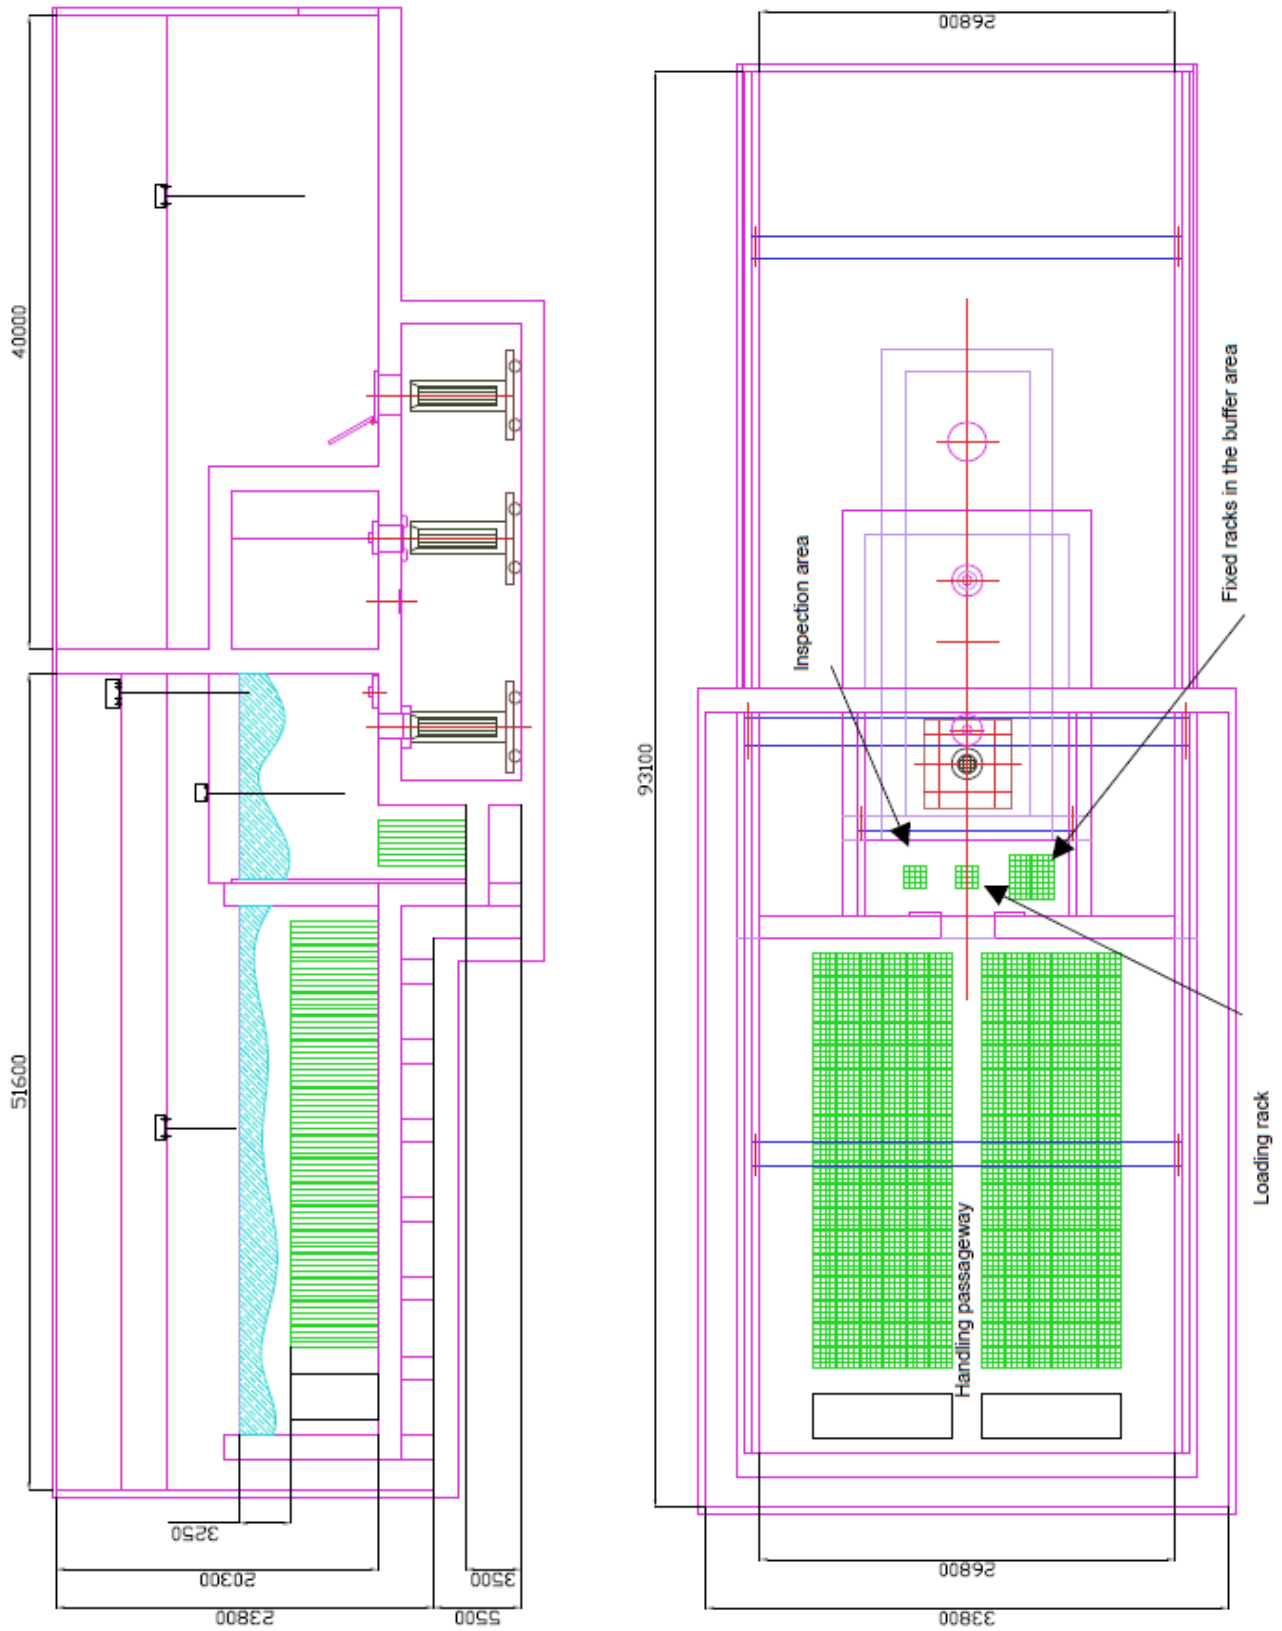 26800
40000
51600
93100
Inspection area
Fixed racks in the buffer area
Handling passageway
Loading rack
3250
20300
3500
23800
5500
26800
33800